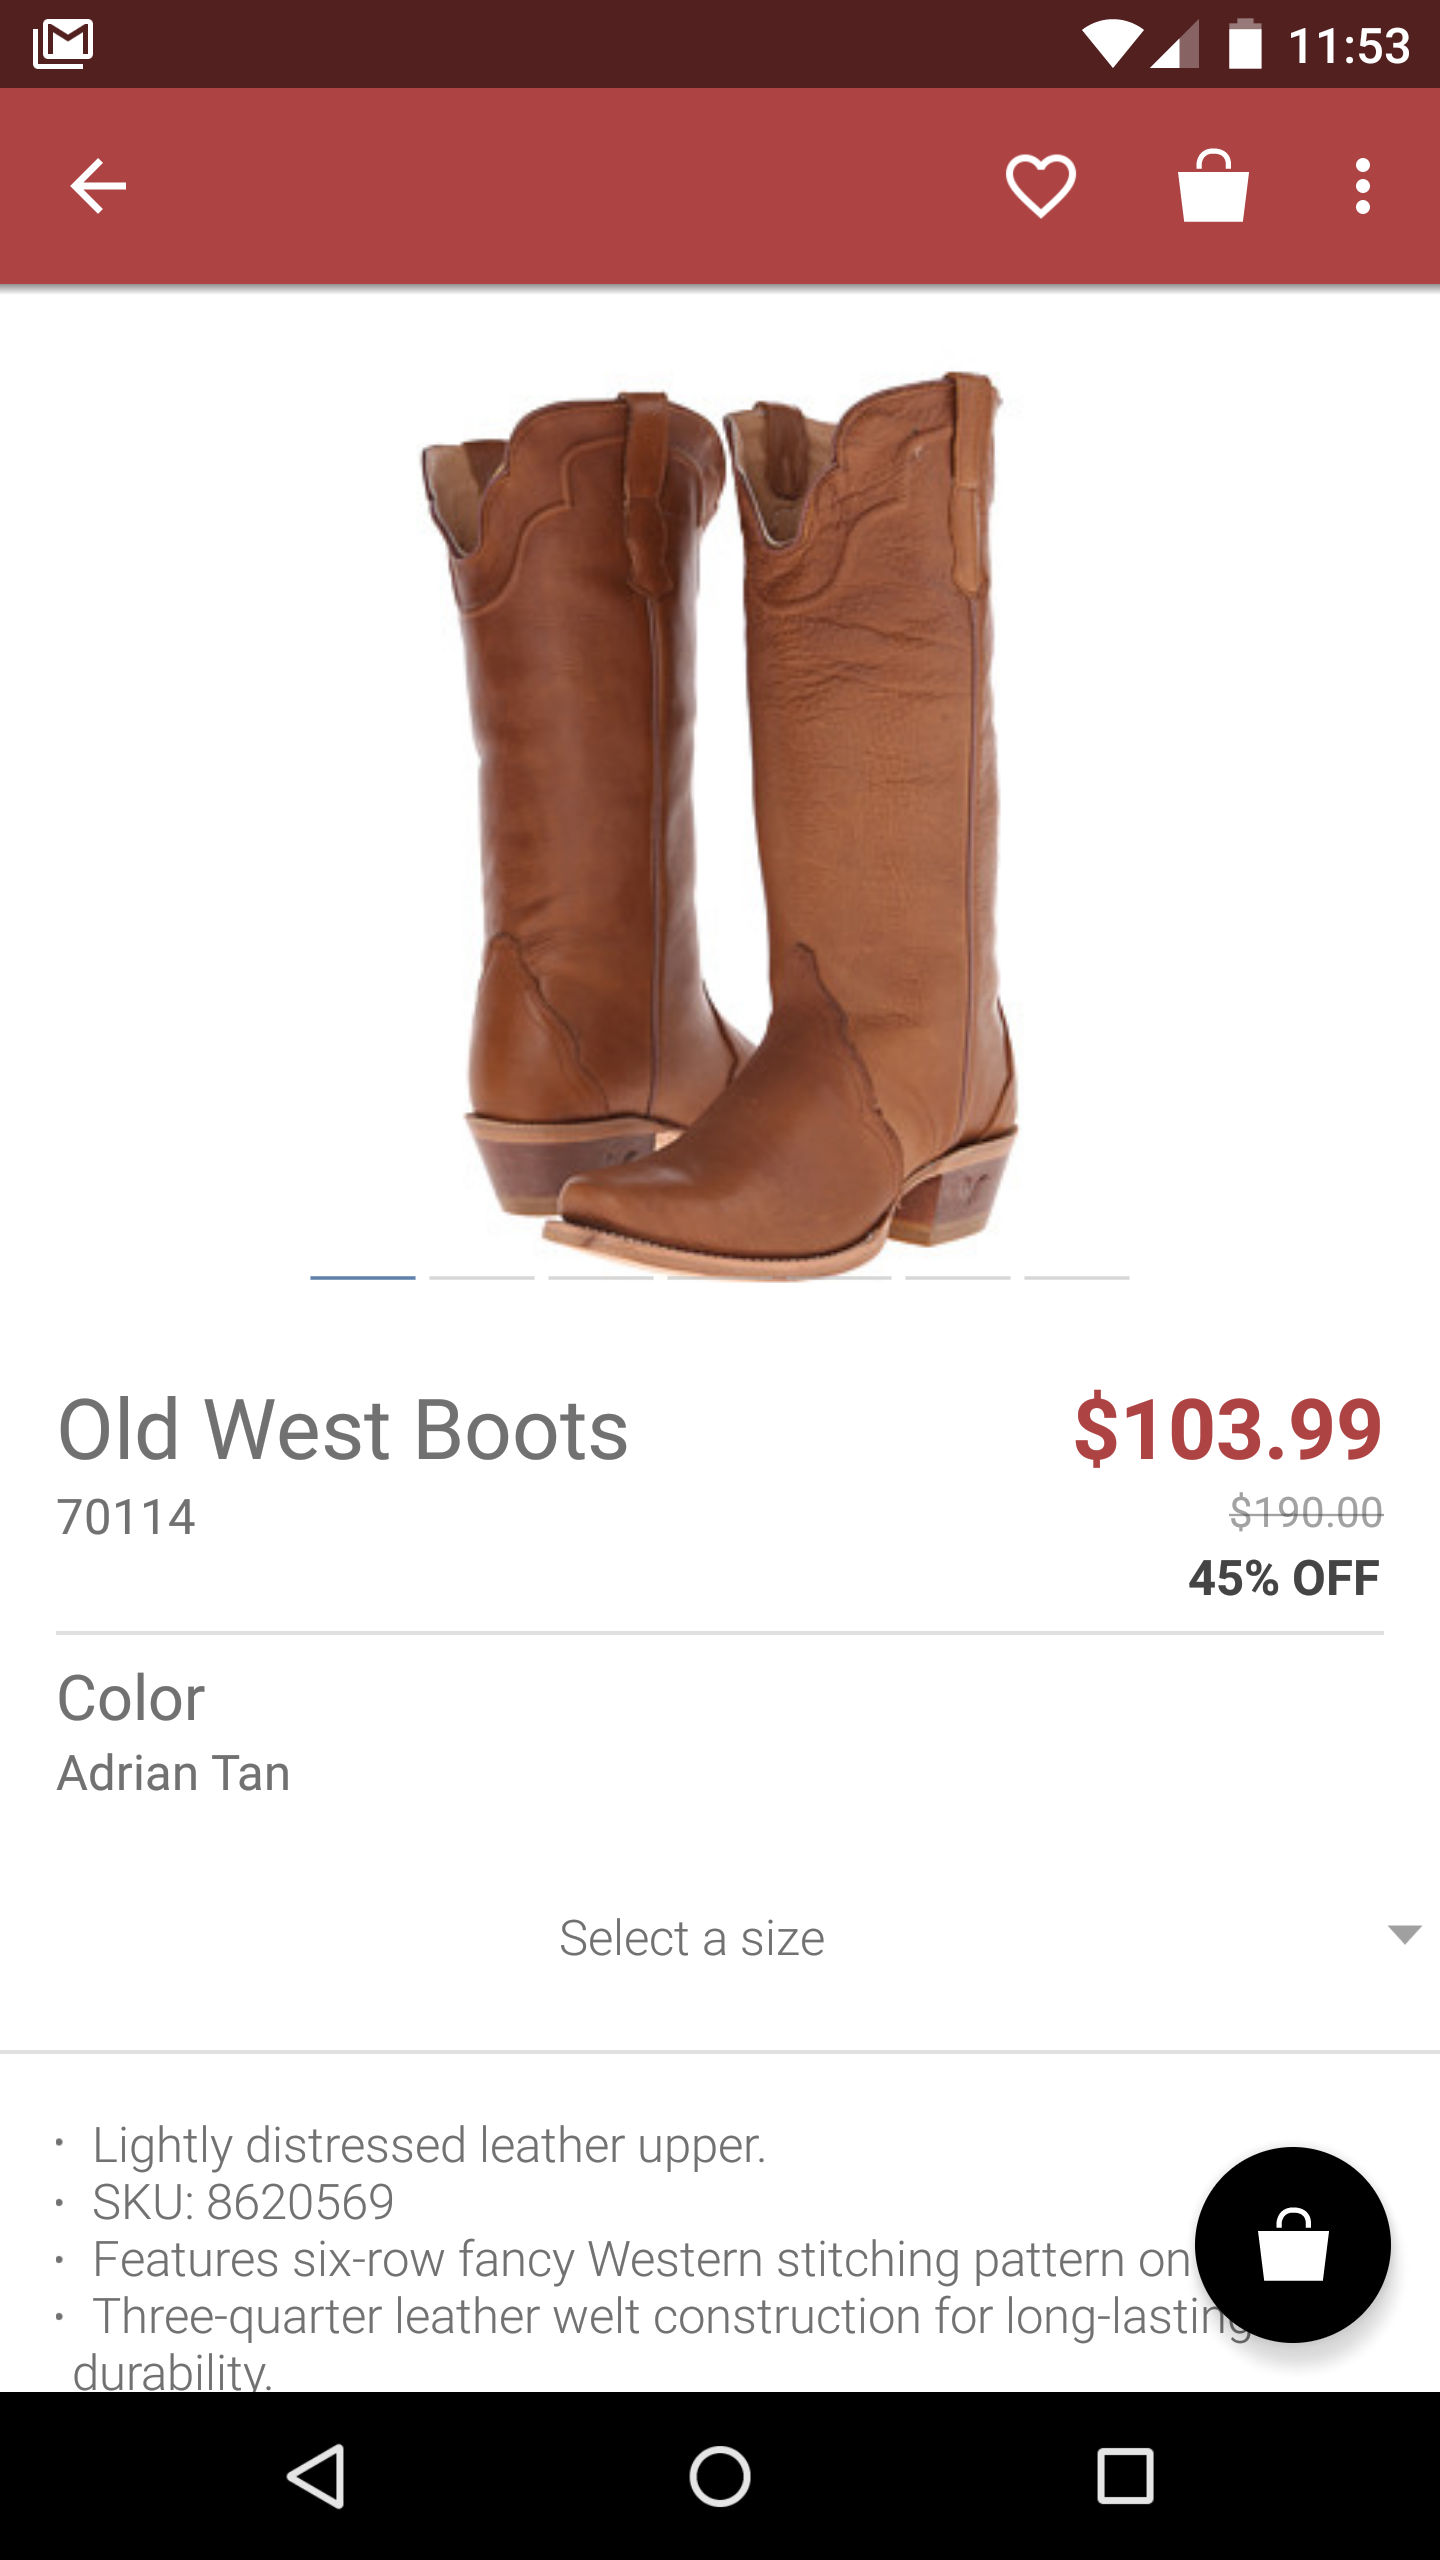 11:53
Old West Boots
$103.99
70114
$190.00
45% OFF
Color
Adrian Tan
Select a size
• Lightly distressed leather upper.
• SKU: 8620569
• Features six-row fancy Western stitching pattern on
• Three-quarter leather welt construction for long-lasting
durability.